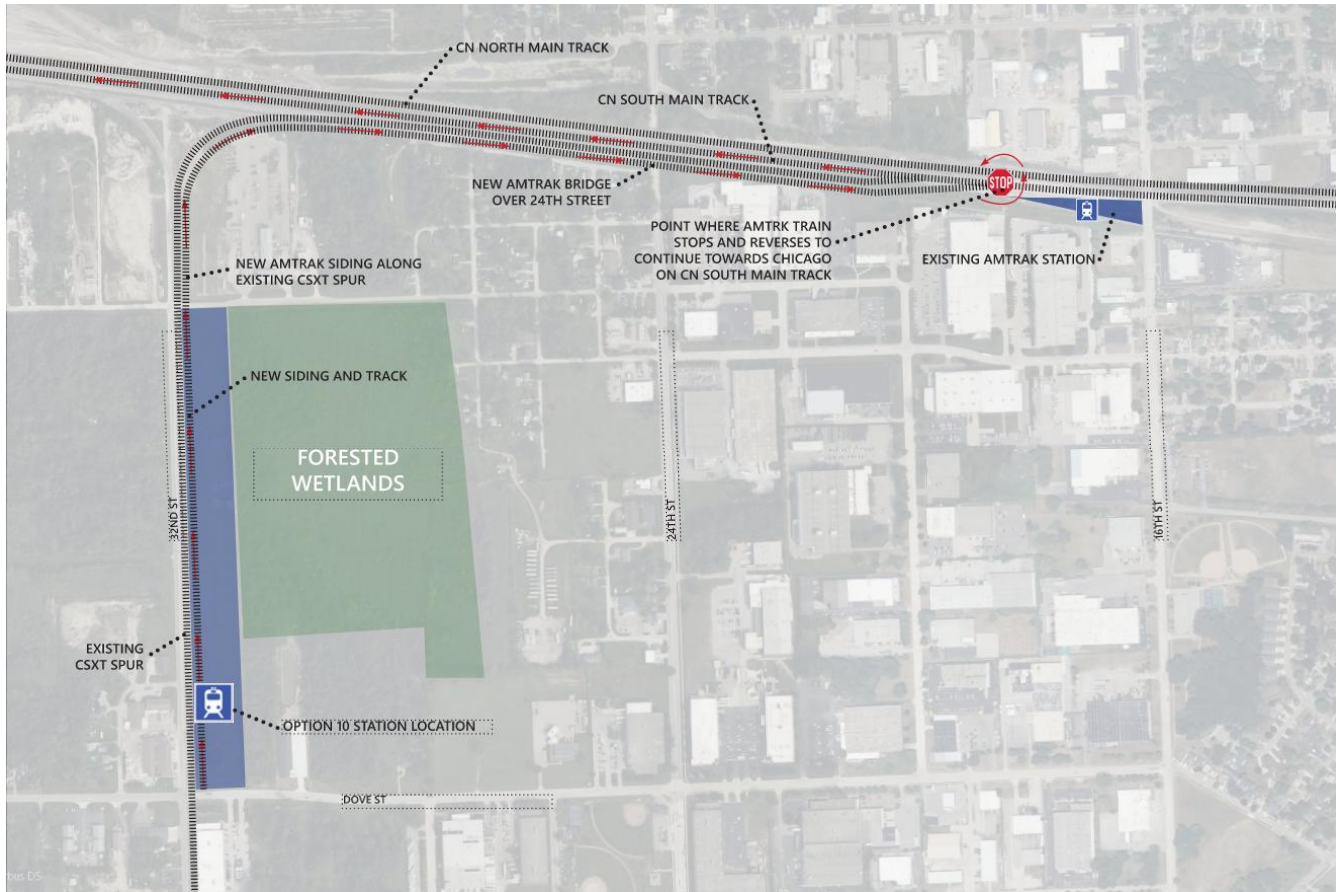 CN NORTH MAIN TRACK
CN SOUTH MAIN TRACK
NEW AMTRAK BRIDGE
OVER 24TH STREET
STOP
POINT WHERE AMTRK TRAIN
STOPS AND REVERSES TO
CONTINUE TOWARDS CHICAGO
ON CN SOUTH MAIN TRACK
EXISTING AMTRAK STATION
NEW AMTRAK SIDING ALONG
EXISTING CSXT SPUR
NEW SIDING AND TRACK
FORESTED
WETLANDS
32ND ST
24TH ST
16TH ST
EXISTING
CSXT SPUR
OPTION 10 STATION LOCATION
DOVE ST
bus DS